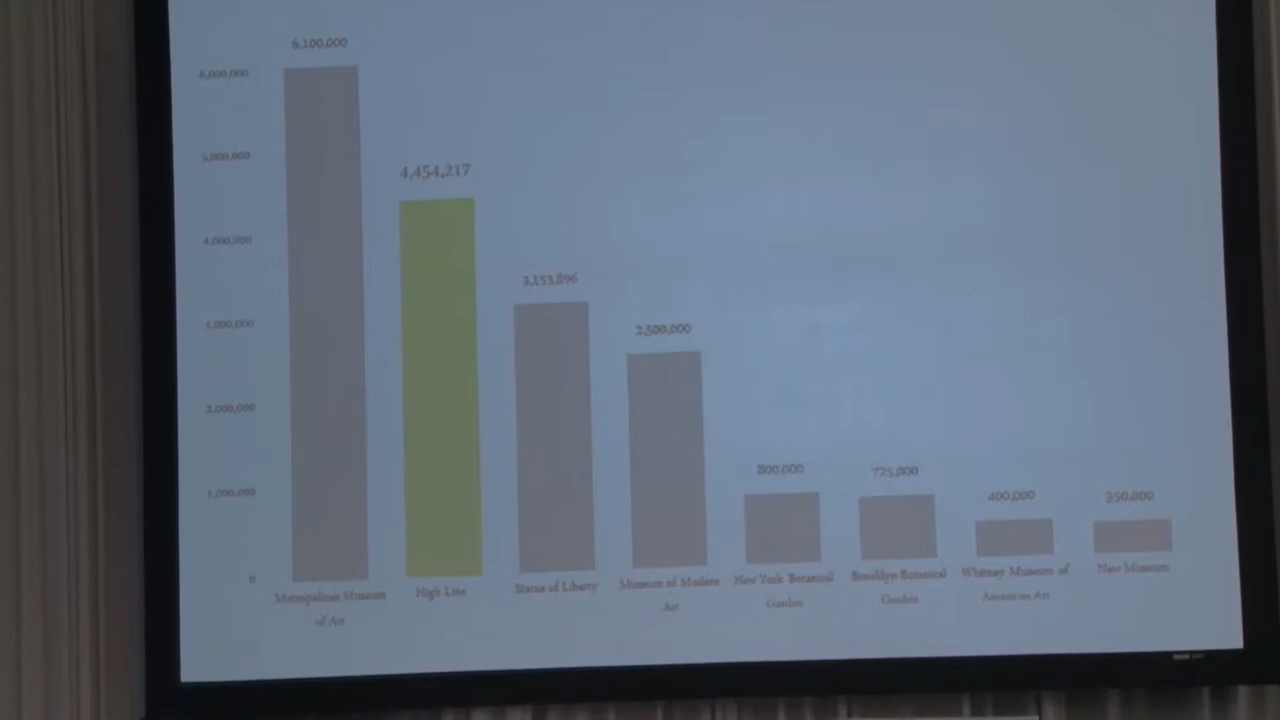 6,100,000
6,000,000
5,000,000
4,454,217
4,000,000
3,153,896
3,000,000
2,500,000
2,000,000
800,000
725,000
1,000,000
400,000
350,000
0
Metropolitan Museum
of Art
High Line
Statue of Liberty
Museum of Modern
Art
New York Botanical
Garden
Brooklyn Botanical
Garden
Whitney Museum of
American Art
New Museum